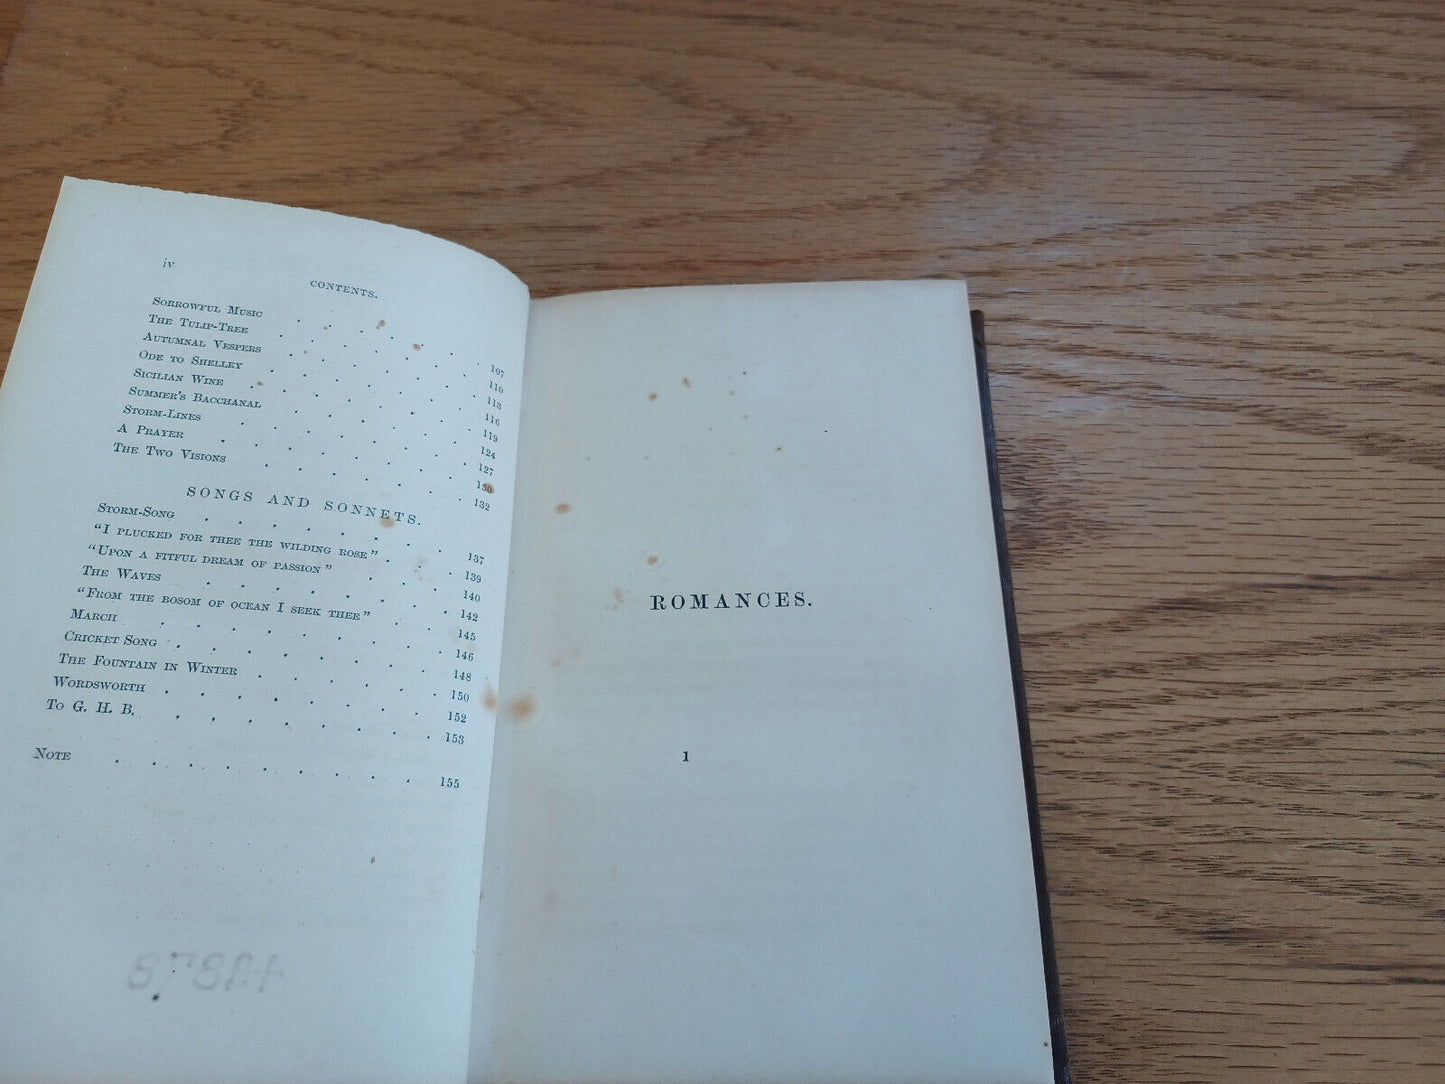 iv
CONTENTS.
SORROWFUL MUSIC . . . . . . 107
THE TULIP-TREE . . . . . . 110
AUTUMNAL VESPERS . . . . . . 113
ODE TO SHELLEY . . . . . . 116
SICILIAN WINE . . . . . . 119
SUMMER'S BACCHANAL . . . . . . 124
STORM-LINES . . . . . . 127
A PRAYER . . . . . . 130
THE TWO VISIONS . . . . . . 132
SONGS AND SONNETS.
STORM-SONG . . . . . . 137
"I PLUCKED FOR THEE THE WILDING ROSE" . . . 139
"UPON A FITFUL DREAM OF PASSION" . . . 140
THE WAVES . . . . . . 142
"FROM THE BOSOM OF OCEAN I SEEK THEE" . . . 145
MARCH . . . . . . . . 146
CRICKET SONG . . . . . . . 148
THE FOUNTAIN IN WINTER . . . . . . 150
WORDSWORTH . . . . . . . . 152
TO G. H. B. . . . . . . . 153
NOTE . . . . . . . . . 155
ROMANCES.
1